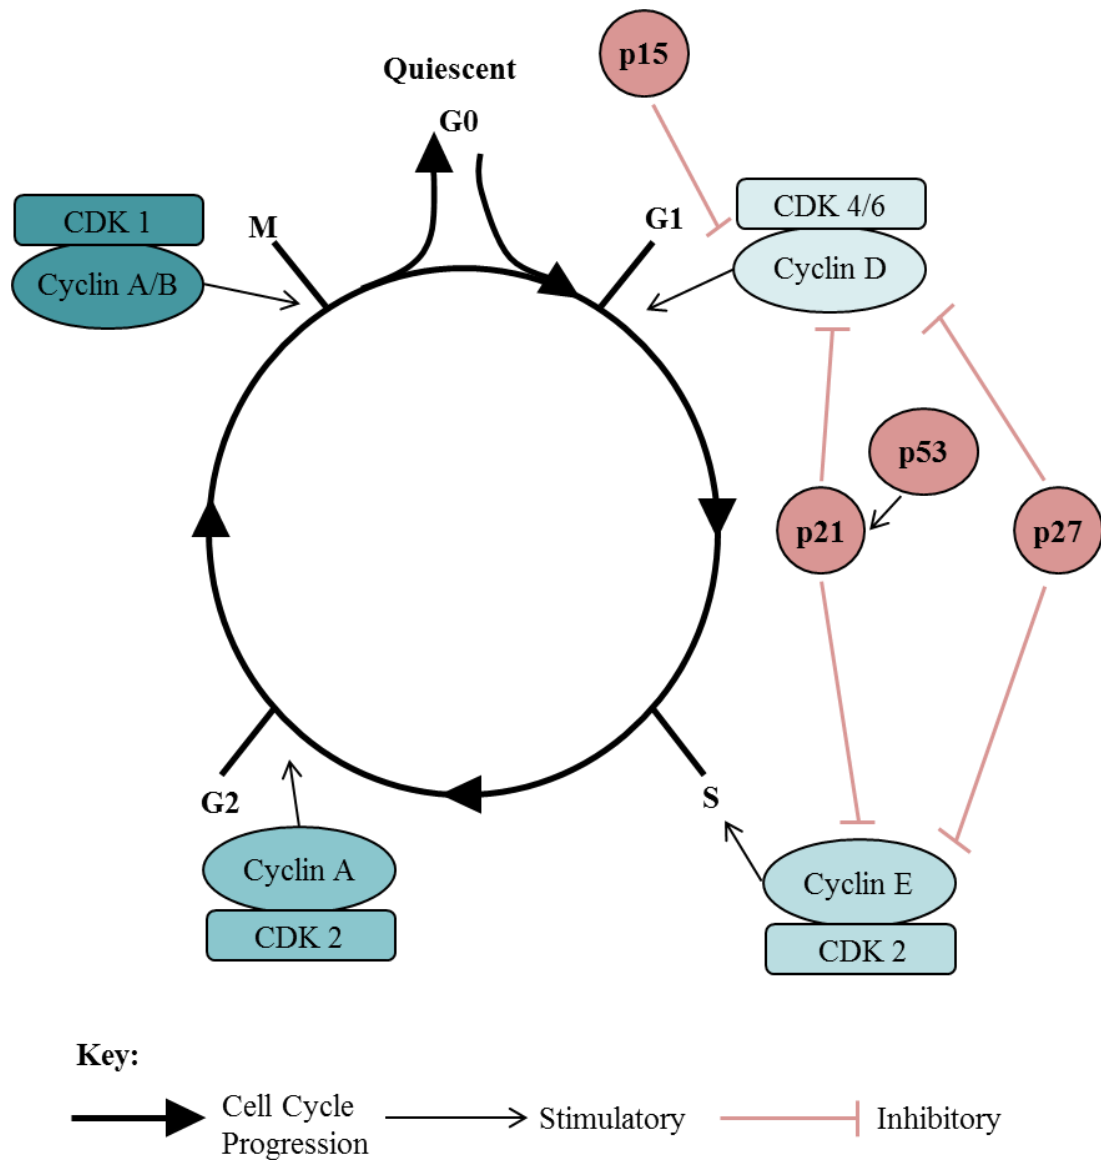 p15
Quiescent
G0
CDK 1
Cyclin A/B
M
G1
CDK 4/6
Cyclin D
p53
p21
p27
G2
S
Cyclin A
CDK 2
Cyclin E
CDK 2
Key:
Cell Cycle
Progression
Stimulatory
Inhibitory